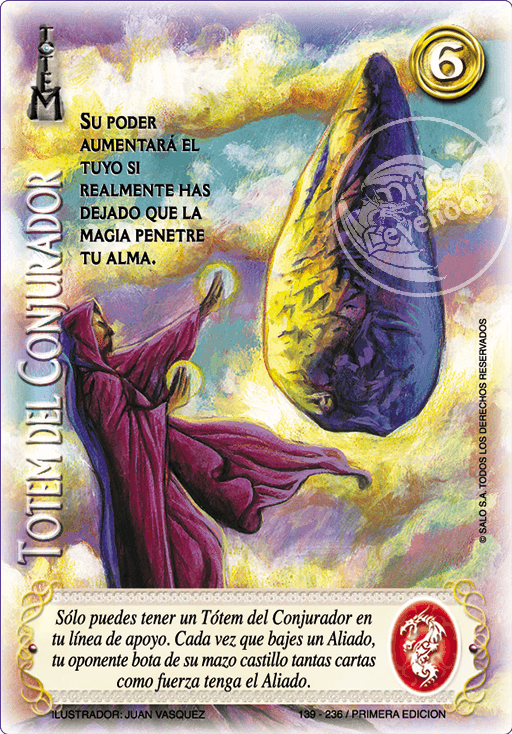 TOTEM
6
SU PODER
AUMENTARÁ EL
TUYO SI
REALMENTE HAS
DEJADO QUE LA
MAGIA PENETRE
TU ALMA.
Mitos
Leyendas
TOTEM DEL CONJURADOR
© SALO S.A. TODOS LOS DERECHOS RESERVADOS
Sólo puedes tener un Tótem del Conjurador en
tu línea de apoyo. Cada vez que bajes un Aliado,
tu oponente bota de su mazo castillo tantas cartas
como fuerza tenga el Aliado.
ILUSTRADOR: JUAN VASQUÉZ
139 - 236 / PRIMERA EDICION